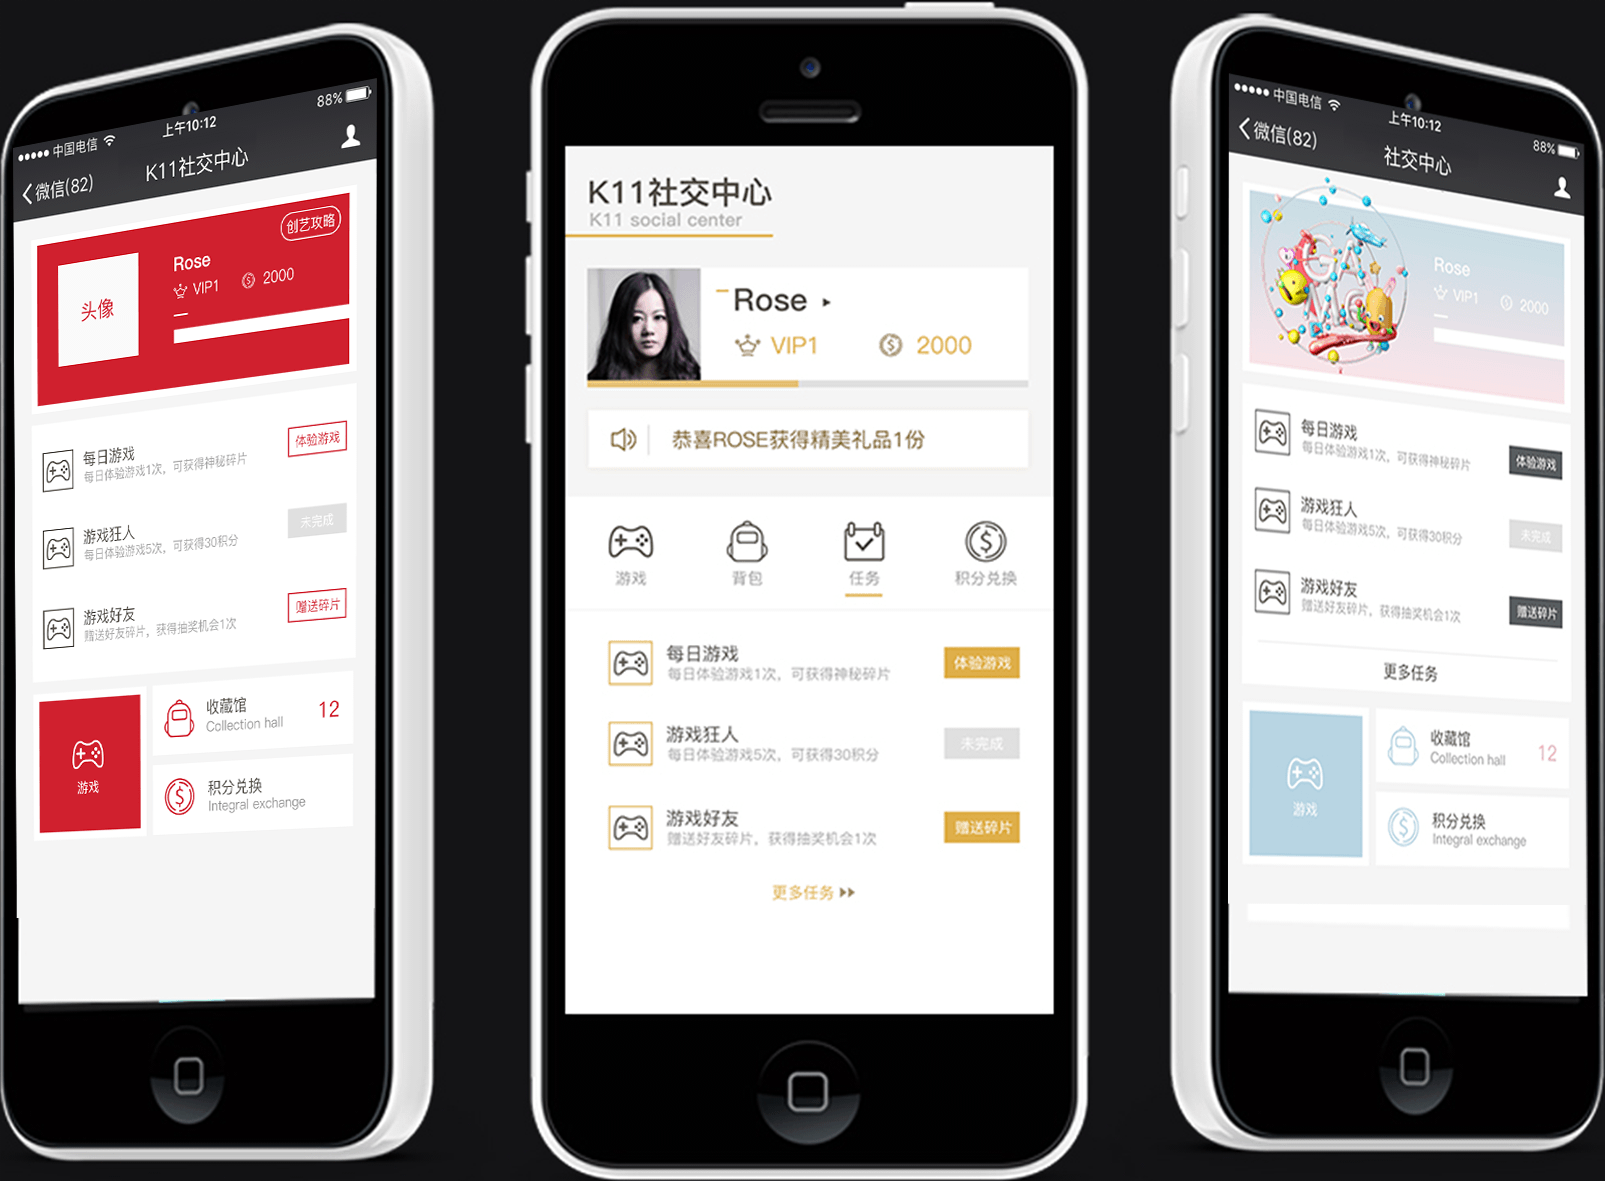 中国电信
上午10:12
88%
微信(82)
K11社交中心
创艺攻略
头像
Rose
VIP1
2000
每日游戏
每日体验游戏1次，可获得神秘碎片
体验游戏
游戏狂人
每日体验游戏5次，可获得30积分
未完成
游戏好友
赠送好友碎片，获得抽奖机会1次
赠送碎片
游戏
收藏馆
Collection hall
12
积分兑换
Integral exchange
K11社交中心
K11 social center
Rose
VIP1
2000
恭喜ROSE获得精美礼品1份
游戏
背包
任务
积分兑换
每日游戏
每日体验游戏1次，可获得神秘碎片
体验游戏
游戏狂人
每日体验游戏5次，可获得30积分
未完成
游戏好友
赠送好友碎片，获得抽奖机会1次
赠送碎片
更多任务
中国电信
上午10:12
88%
微信(82)
社交中心
GAME
Rose
VIP1
2000
每日游戏
每日体验游戏1次，可获得神秘碎片
体验游戏
游戏狂人
每日体验游戏5次，可获得30积分
未完成
游戏好友
赠送好友碎片，获得抽奖机会1次
赠送碎片
更多任务
游戏
收藏馆
Collection hall
12
积分兑换
Integral exchange